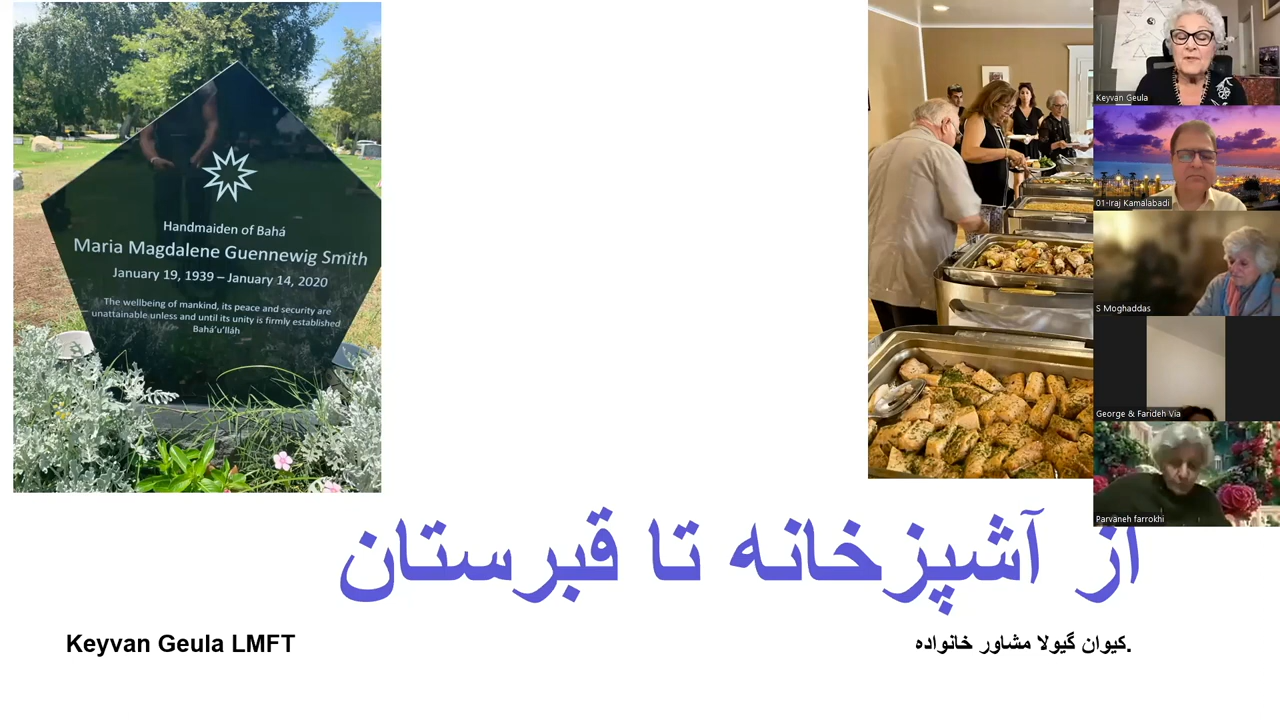 Handmaiden of Bahá
Maria Magdalene Guennewig Smith
January 19, 1939 – January 14, 2020
The wellbeing of mankind, its peace and security are
unattainable unless and until its unity is firmly established
Bahá'u'lláh
Keyvan Geula
01-Iraj Kamalabadi
S Moghaddas
George & Farideh Via
Parvaneh farrokhi
از آشپزخانه تا قبرستان
Keyvan Geula LMFT
کیوان گیولا مشاور خانواده.